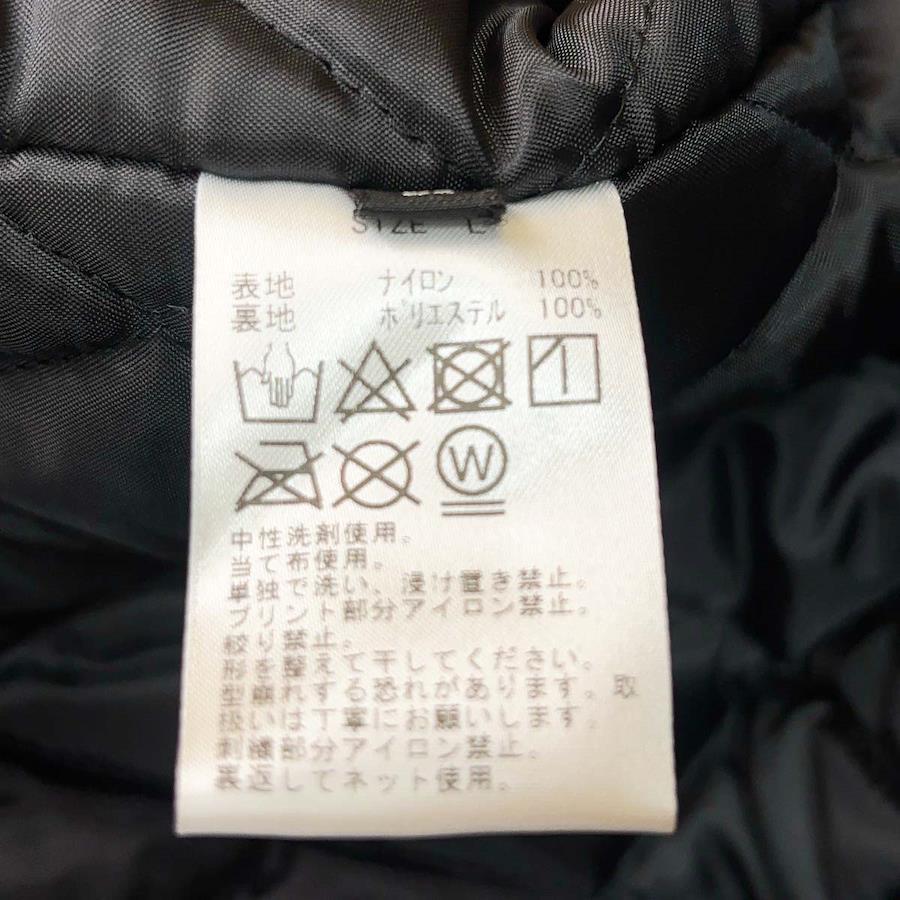 SIZE L
表地 ナイロン 100%
裏地 ポリエステル 100%
W
中性洗剤使用。
当て布使用。
単独で洗い、浸け置き禁止。
プリント部分アイロン禁止。
絞り禁止。
形を整えて干してください。
型崩れする恐れがあります。取
扱いは丁寧にお願いします。
刺繍部分アイロン禁止。
裏返してネット使用。